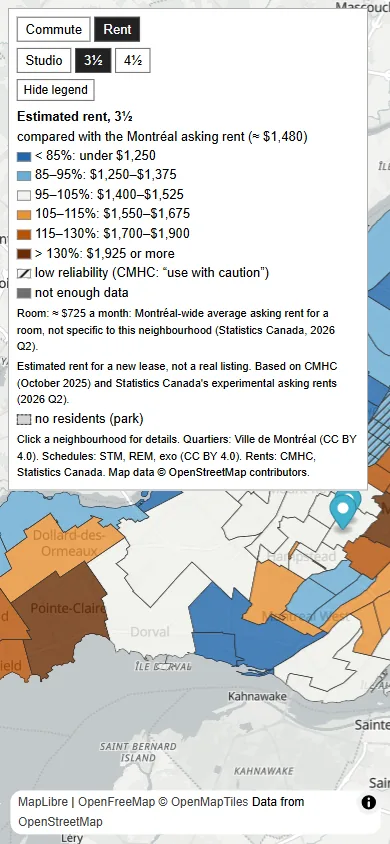 Mascouch
Commute Rent
Studio 3½ 4½
Hide legend
Estimated rent, 3½
compared with the Montréal asking rent (≈ $1,480)
< 85%: under $1,250
85–95%: $1,250–$1,375
95–105%: $1,400–$1,525
105–115%: $1,550–$1,675
115–130%: $1,700–$1,900
> 130%: $1,925 or more
low reliability (CMHC: “use with caution”)
not enough data
Room: ≈ $725 a month: Montréal-wide average asking rent for a
room, not specific to this neighbourhood (Statistics Canada, 2026
Q2).
Estimated rent for a new lease, not a real listing. Based on CMHC
(October 2025) and Statistics Canada's experimental asking rents
(2026 Q2).
no residents (park)
Click a neighbourhood for details. Quartiers: Ville de Montréal (CC BY
4.0). Schedules: STM, REM, exo (CC BY 4.0). Rents: CMHC,
Statistics Canada. Map data © OpenStreetMap contributors.
Dollard-des-
Ormeaux
Hampstead
Pointe-Claire
Montreal West
Dorval
ield
ÎLE DORVAL
Kahnawake
Sainte
SAINT BERNARD
ISLAND
KAHNAWAKE
Sai
MapLibre | OpenFreeMap © OpenMapTiles Data from
OpenStreetMap
Léry